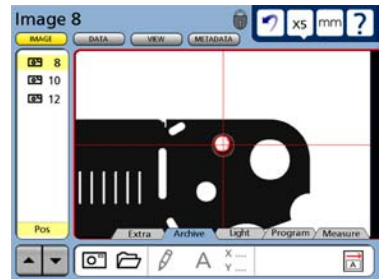 Image 8
x5 mm ?
IMAGE DATA VIEW METADATA
8
10
12
Pos
Extra Archive Light Program Measure
A X ....
Y ....
A